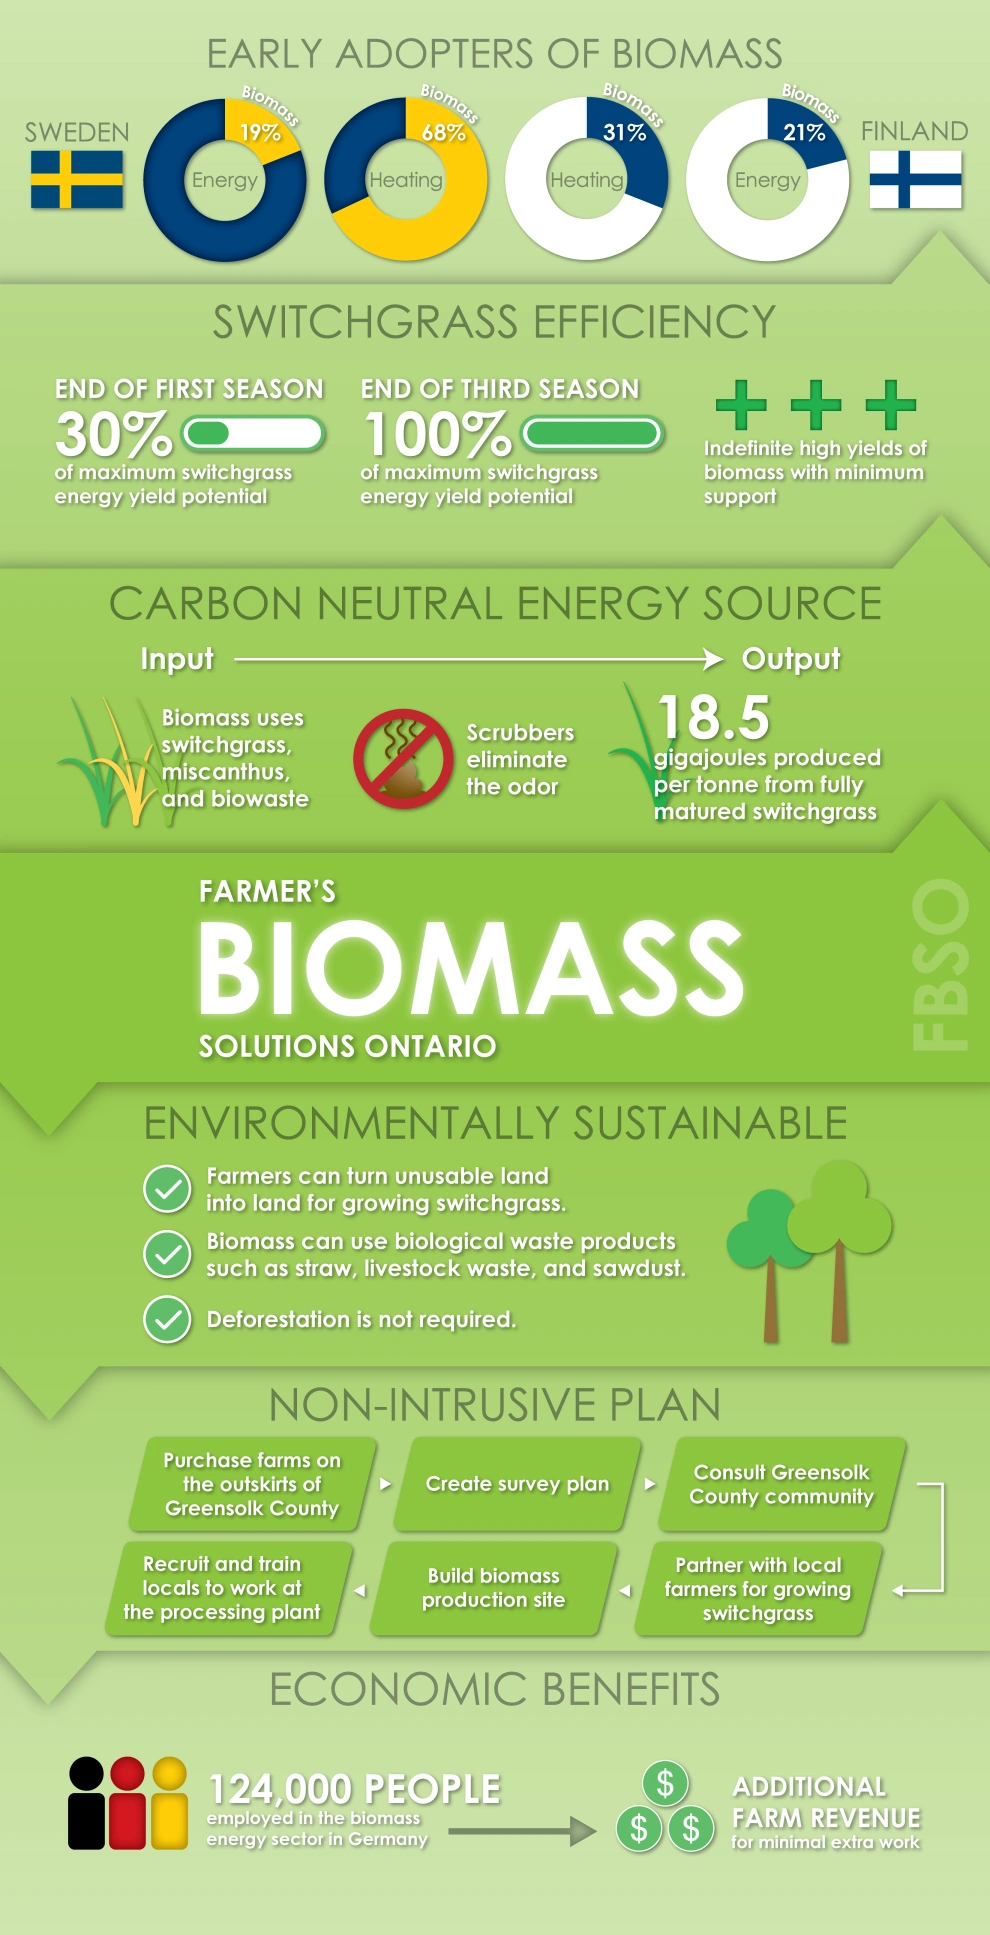 EARLY ADOPTERS OF BIOMASS
SWEDEN
Biomass
19%
Energy
Biomass
68%
Heating
Biomass
31%
Heating
Biomass
21%
Energy
FINLAND
SWITCHGRASS EFFICIENCY
END OF FIRST SEASON
30%
of maximum switchgrass
energy yield potential
END OF THIRD SEASON
100%
of maximum switchgrass
energy yield potential
Indefinite high yields of
biomass with minimum
support
CARBON NEUTRAL ENERGY SOURCE
Input
Output
Biomass uses
switchgrass,
miscanthus,
and biowaste
Scrubbers
eliminate
the odor
18.5
gigajoules produced
per tonne from fully
matured switchgrass
FARMER'S
BIOMASS
SOLUTIONS ONTARIO
FBSO
ENVIRONMENTALLY SUSTAINABLE
Farmers can turn unusable land
into land for growing switchgrass.
Biomass can use biological waste products
such as straw, livestock waste, and sawdust.
Deforestation is not required.
NON-INTRUSIVE PLAN
Purchase farms on
the outskirts of
Greensolk County
Create survey plan
Consult Greensolk
County community
Partner with local
farmers for growing
switchgrass
Build biomass
production site
Recruit and train
locals to work at
the processing plant
ECONOMIC BENEFITS
124,000 PEOPLE
employed in the biomass
energy sector in Germany
$
$
$
ADDITIONAL
FARM REVENUE
for minimal extra work